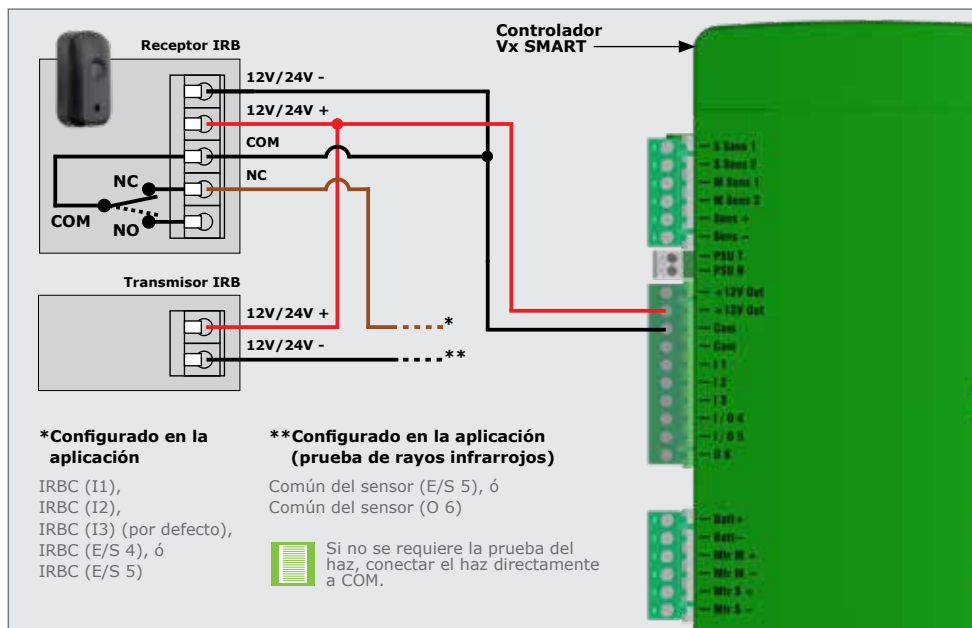 Controlador
Vx SMART
Receptor IRB
12V/24V -
12V/24V +
COM
NC
NC
COM
NO
Transmisor IRB
12V/24V +
12V/24V -
*
**
S Sens 1
S Sens 2
M Sens 1
M Sens 2
Sens +
Sens -
PSU T
PSU R
+12V Out
+12V Out
Com
Com
I 1
I 2
I 3
I / O 4
I / O 5
O 6
Batt+
Batt-
Mtr M +
Mtr M -
Mtr S +
Mtr S -
*Configurado en la
aplicación
IRBC (I1),
IRBC (I2),
IRBC (I3) (por defecto),
IRBC (E/S 4), ó
IRBC (E/S 5)
**Configurado en la aplicación
(prueba de rayos infrarrojos)
Común del sensor (E/S 5), ó
Común del sensor (O 6)
Si no se requiere la prueba del
haz, conectar el haz directamente
a COM.